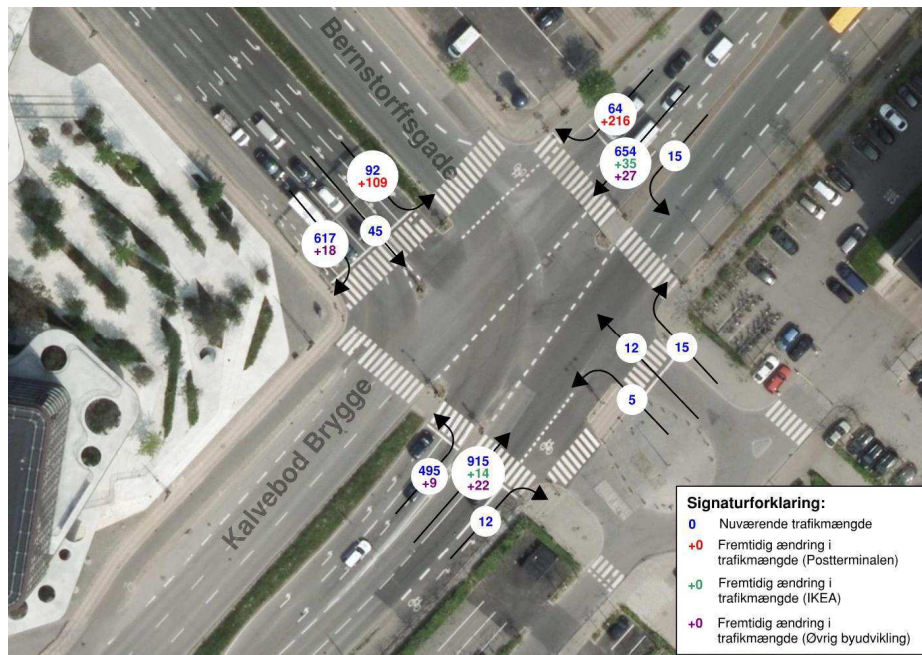 Bernstorffsgade
64
+216
654
+35
+27
15
92
+109
45
617
+18
12
15
5
Kalvebod Brygge
495
+9
915
+14
+22
12
Signaturforklaring:
0 Nuværende trafikmængde
+0 Fremtidig ændring i
trafikmængde (Postterminalen)
+0 Fremtidig ændring i
trafikmængde (IKEA)
+0 Fremtidig ændring i
trafikmængde (Øvrig byudvikling)